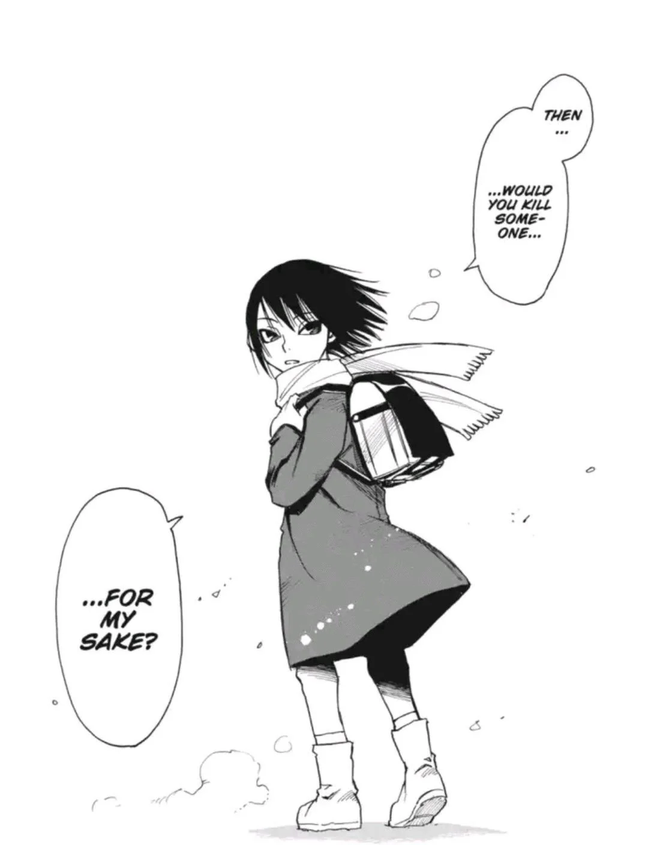 THEN
...
...WOULD
YOU KILL
SOME-
ONE...
...FOR
MY
SAKE?